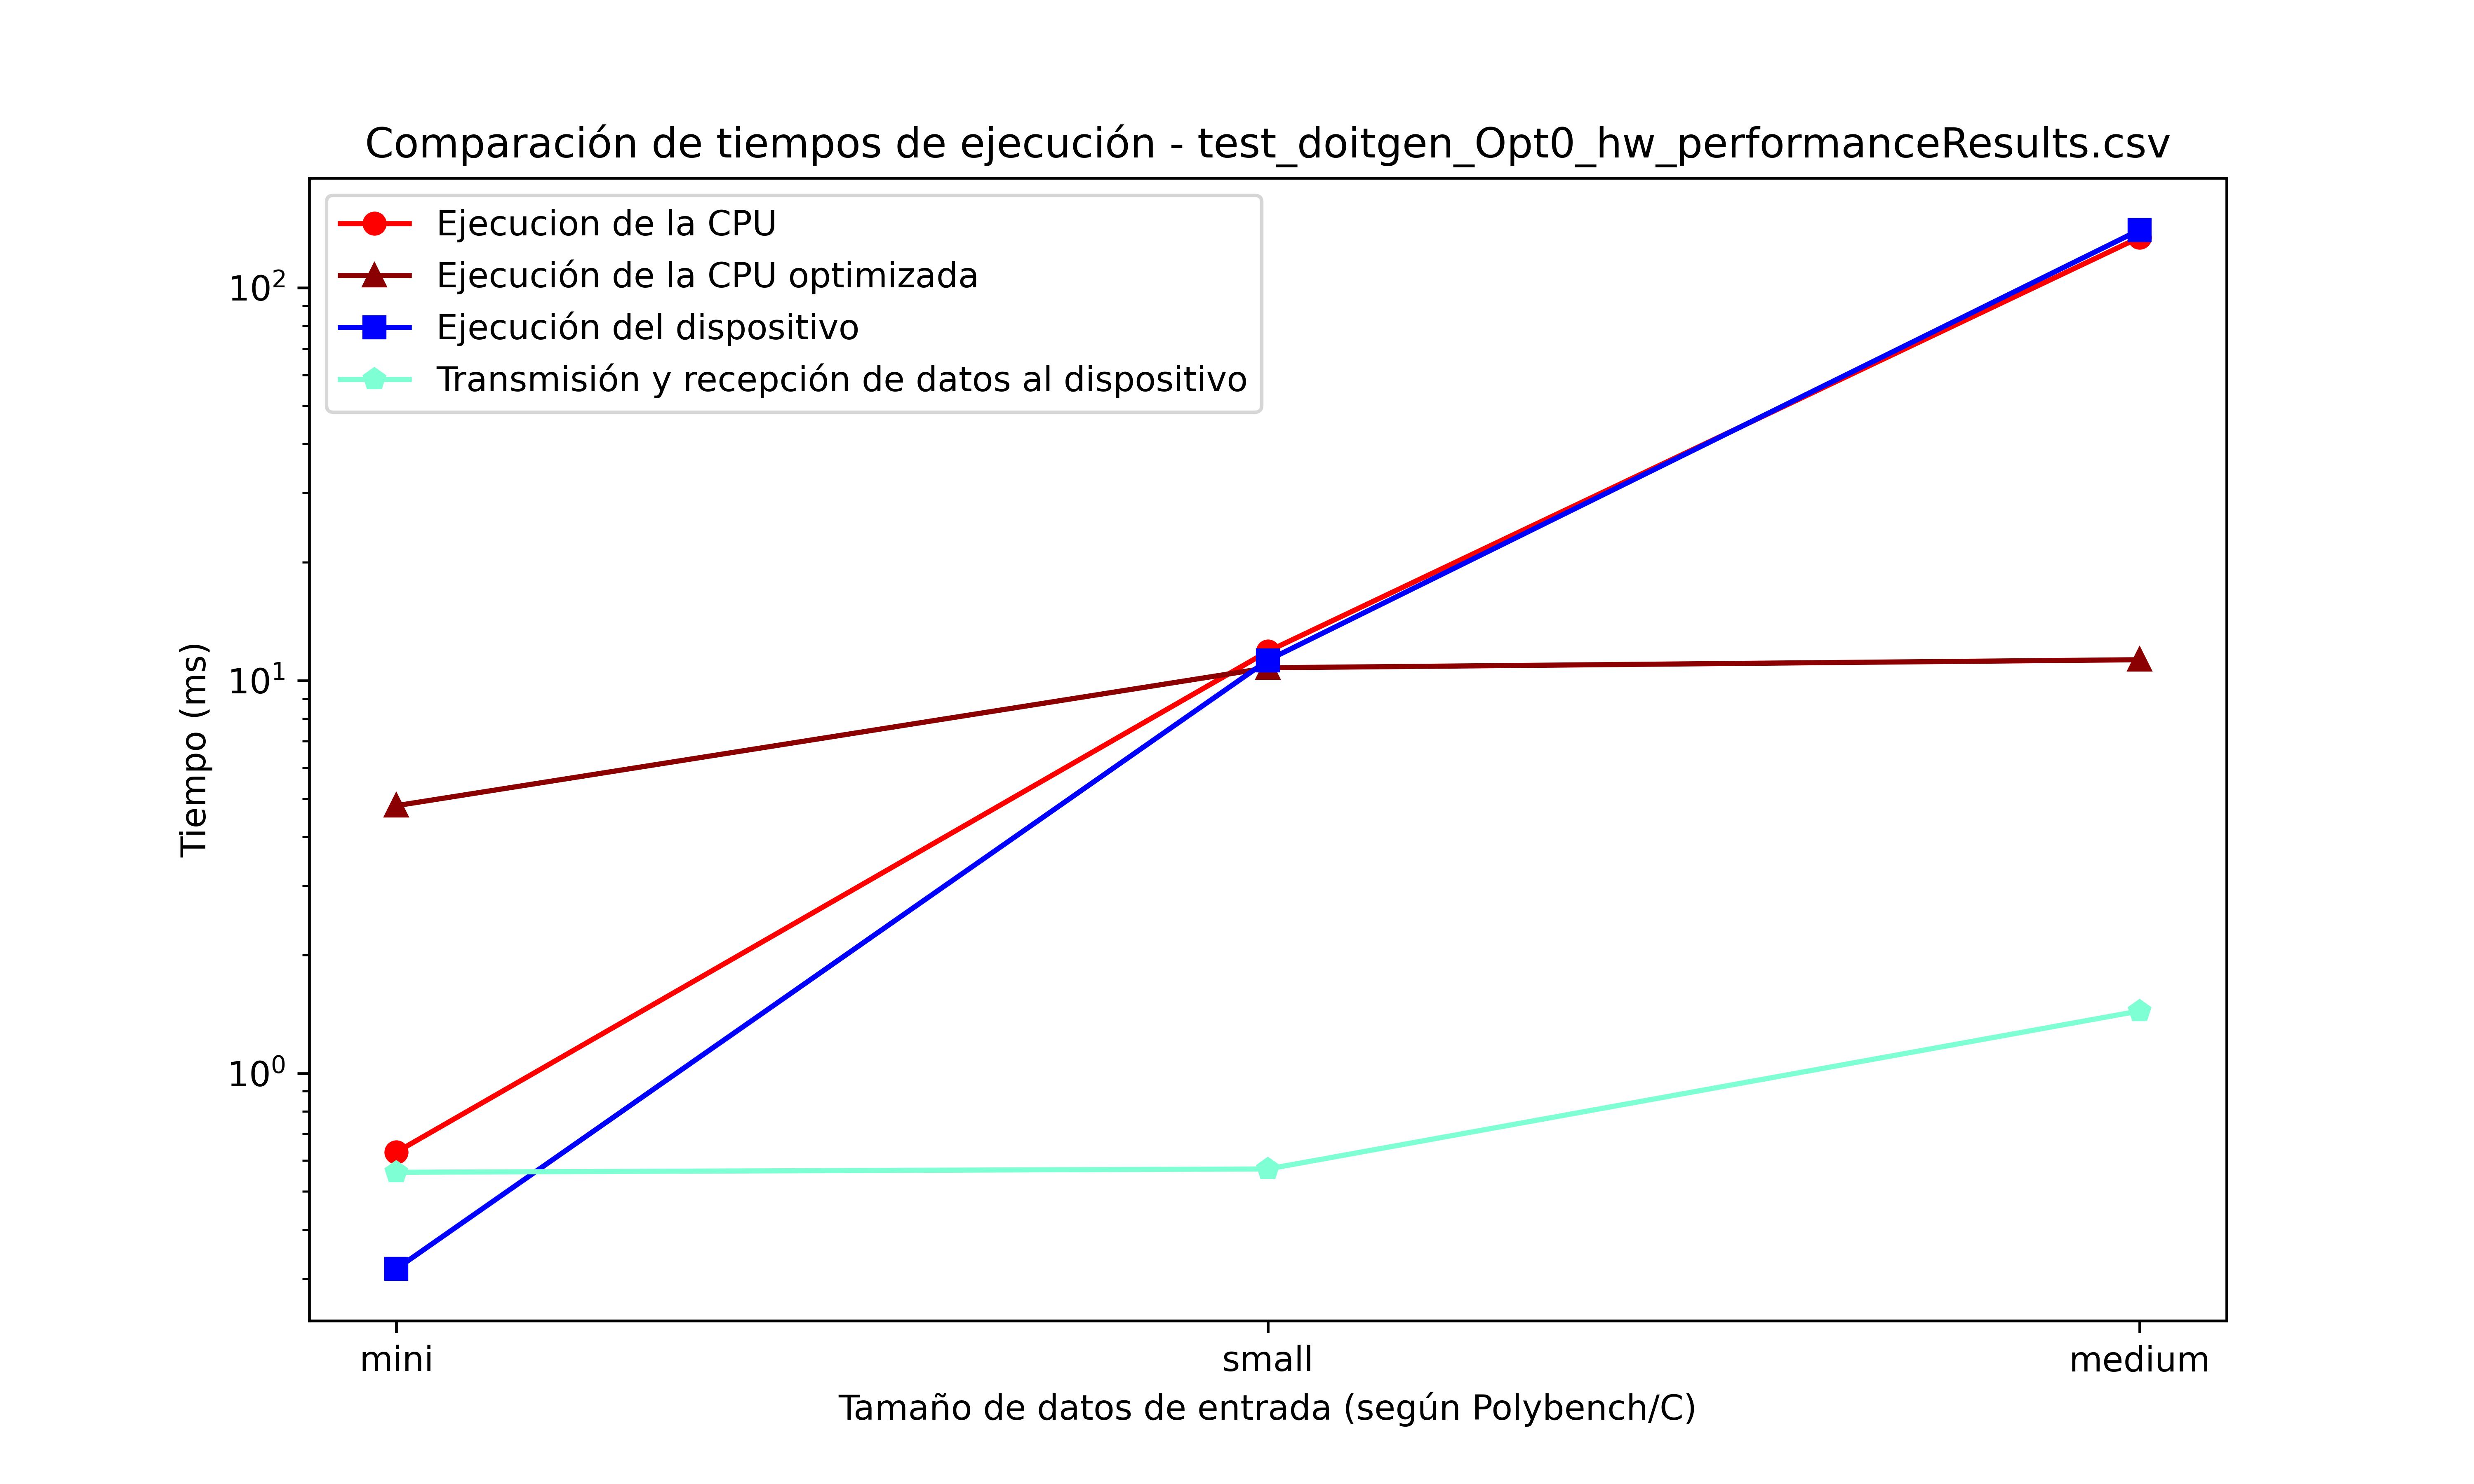 Comparación de tiempos de ejecución - test_doitgen_Opt0_hw_performanceResults.csv
Ejecucion de la CPU
Ejecución de la CPU optimizada
Ejecución del dispositivo
Transmisión y recepción de datos al dispositivo
10²
10¹
10⁰
Tiempo (ms)
mini
small
medium
Tamaño de datos de entrada (según Polybench/C)